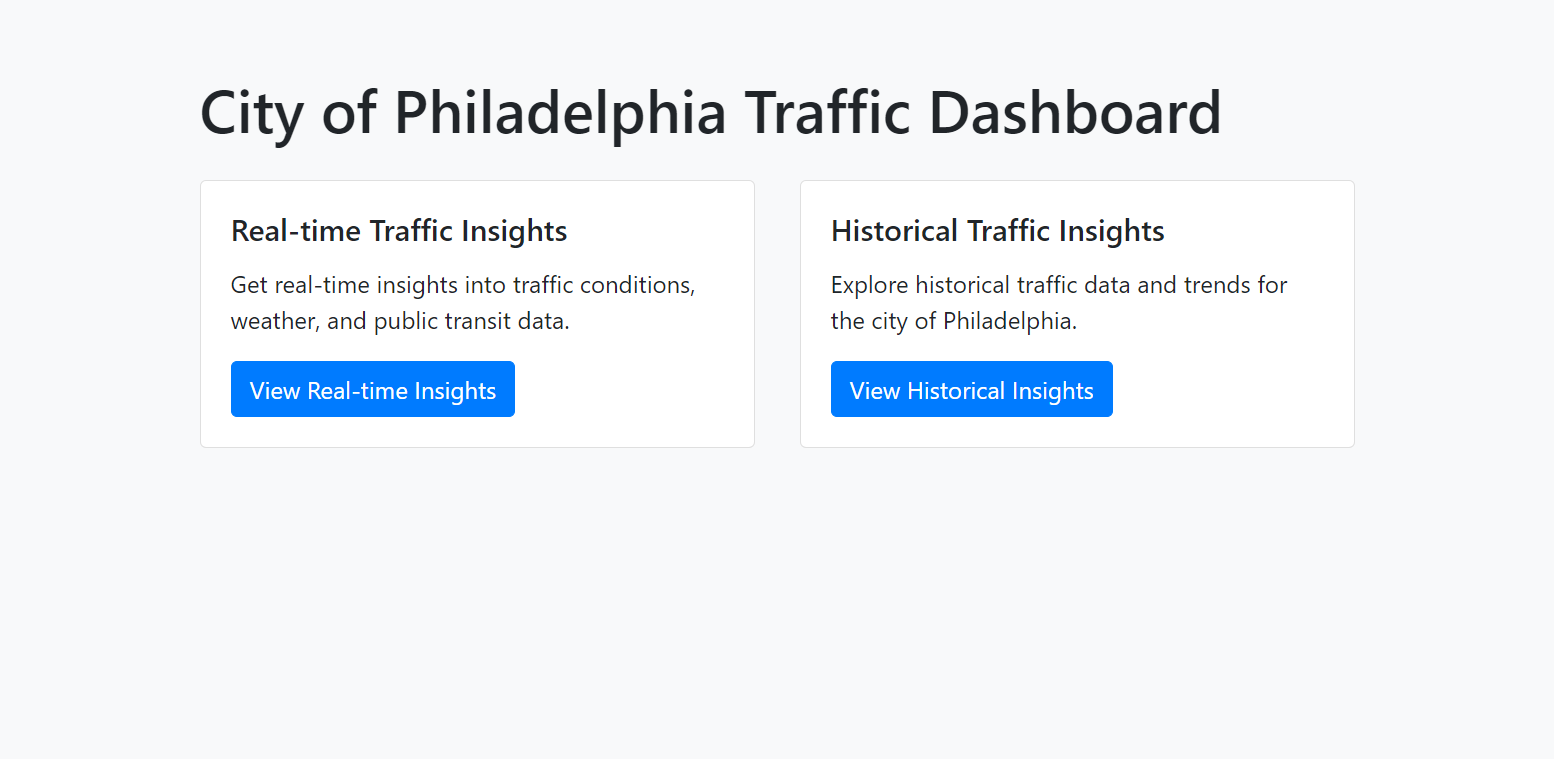 City of Philadelphia Traffic Dashboard
Real-time Traffic Insights
Get real-time insights into traffic conditions,
weather, and public transit data.
View Real-time Insights
Historical Traffic Insights
Explore historical traffic data and trends for
the city of Philadelphia.
View Historical Insights